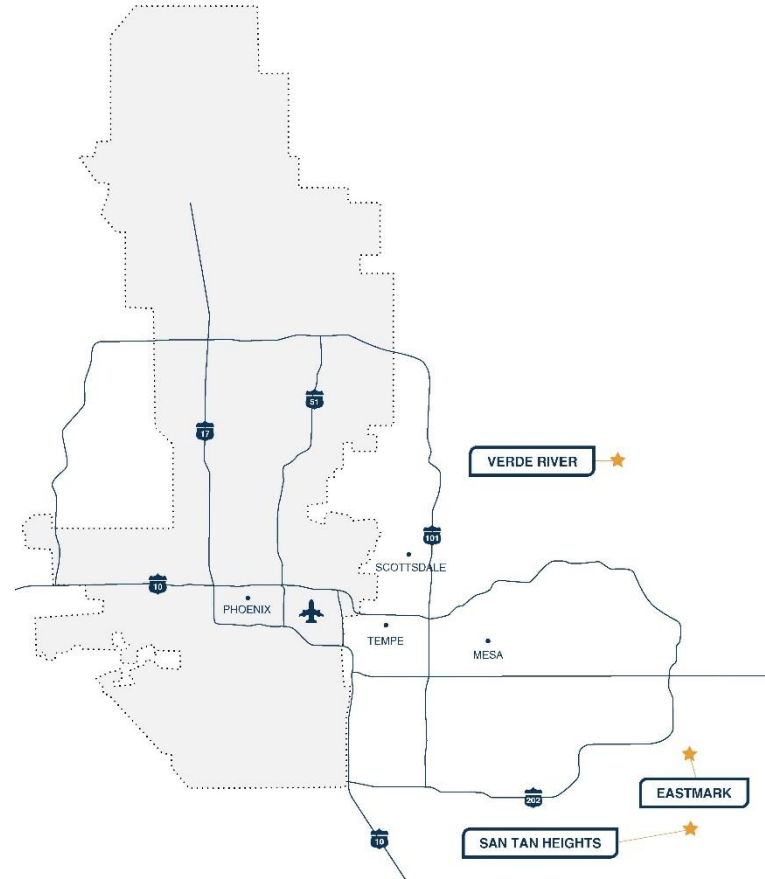 51
17
VERDE RIVER
101
SCOTTSDALE
10
PHOENIX
TEMPE
MESA
EASTMARK
202
10
SAN TAN HEIGHTS